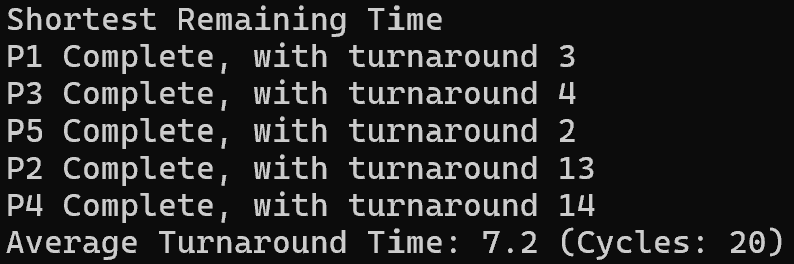 Shortest Remaining Time
P1 Complete, with turnaround 3
P3 Complete, with turnaround 4
P5 Complete, with turnaround 2
P2 Complete, with turnaround 13
P4 Complete, with turnaround 14
Average Turnaround Time: 7.2 (Cycles: 20)